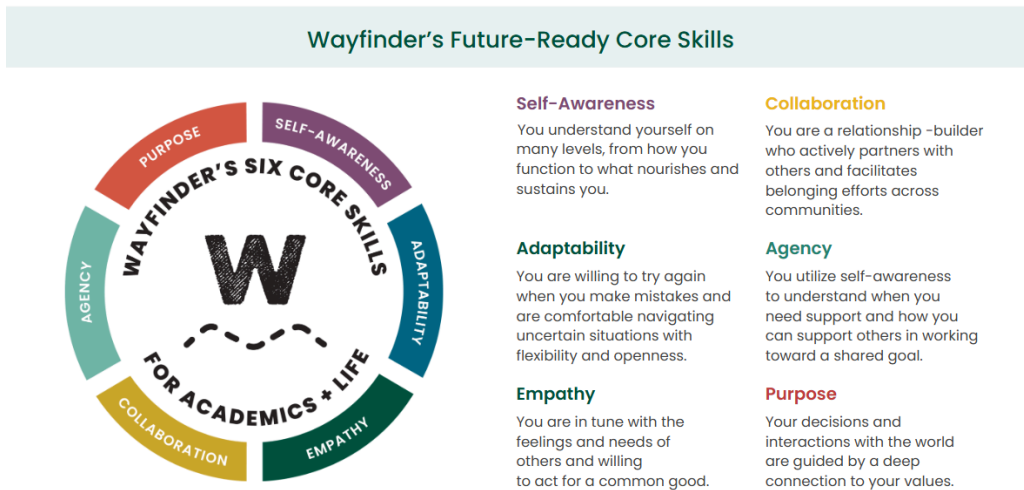 Wayfinder's Future-Ready Core Skills
PURPOSE
SELF-AWARENESS
ADAPTABILITY
EMPATHY
COLLABORATION
AGENCY
WAYFINDER'S SIX CORE SKILLS
W
FOR ACADEMICS + LIFE
Self-Awareness
You understand yourself on
many levels, from how you
function to what nourishes and
sustains you.
Collaboration
You are a relationship -builder
who actively partners with
others and facilitates
belonging efforts across
communities.
Adaptability
You are willing to try again
when you make mistakes and
are comfortable navigating
uncertain situations with
flexibility and openness.
Agency
You utilize self-awareness
to understand when you
need support and how you
can support others in working
toward a shared goal.
Empathy
You are in tune with the
feelings and needs of
others and willing
to act for a common good.
Purpose
Your decisions and
interactions with the world
are guided by a deep
connection to your values.